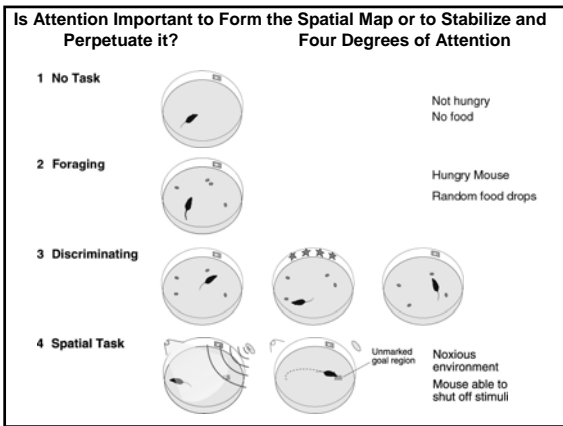 Is Attention Important to Form the Spatial Map or to Stabilize and
Perpetuate it? Four Degrees of Attention
1 No Task
Not hungry
No food
2 Foraging
Hungry Mouse
Random food drops
3 Discriminating
4 Spatial Task
Unmarked
goal region
Noxious
environment
Mouse able to
shut off stimuli